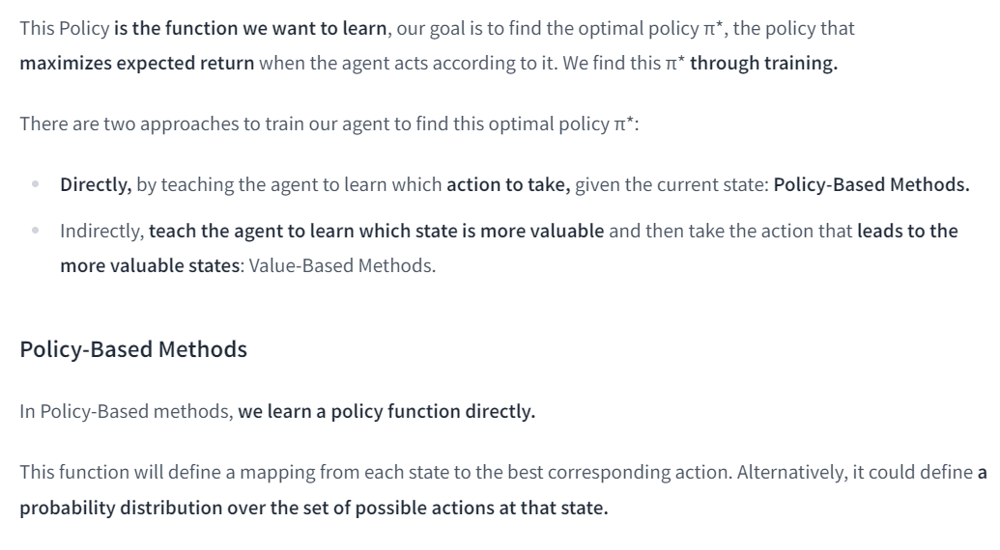 This Policy is the function we want to learn, our goal is to find the optimal policy π*, the policy that
maximizes expected return when the agent acts according to it. We find this π* through training.
There are two approaches to train our agent to find this optimal policy π*:
Directly, by teaching the agent to learn which action to take, given the current state: Policy-Based Methods.
Indirectly, teach the agent to learn which state is more valuable and then take the action that leads to the
more valuable states: Value-Based Methods.
Policy-Based Methods
In Policy-Based methods, we learn a policy function directly.
This function will define a mapping from each state to the best corresponding action. Alternatively, it could define a
probability distribution over the set of possible actions at that state.